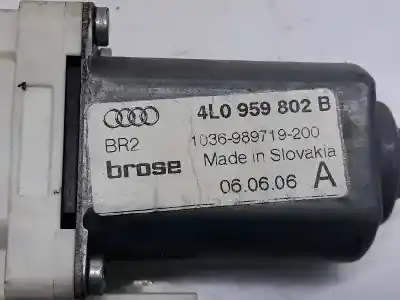 4L0 959 802 B
BR2 1036-989719-200
brose Made in Slovakia
06.06.06 A